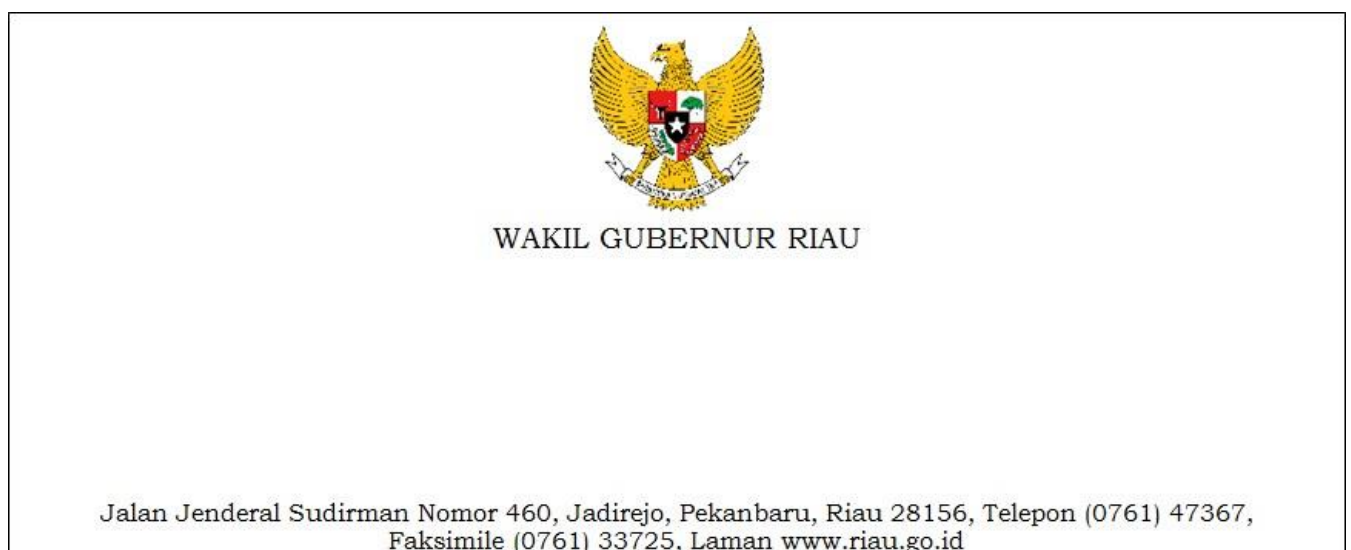 WAKIL GUBERNUR RIAU
Jalan Jenderal Sudirman Nomor 460, Jadirejo, Pekanbaru, Riau 28156, Telepon (0761) 47367,
Faksimile (0761) 33725, Laman www.riau.go.id